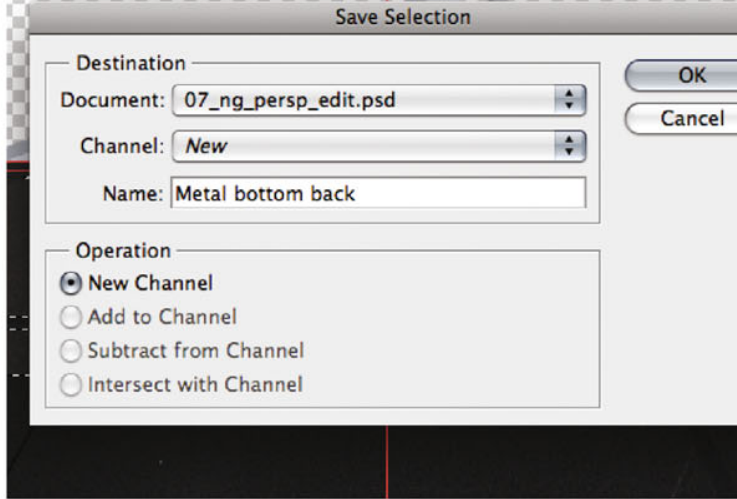 Save Selection
Destination
Document: 07_ng_persp_edit.psd
Channel: New
Name: Metal bottom back
Operation
New Channel
Add to Channel
Subtract from Channel
Intersect with Channel
OK
Cancel